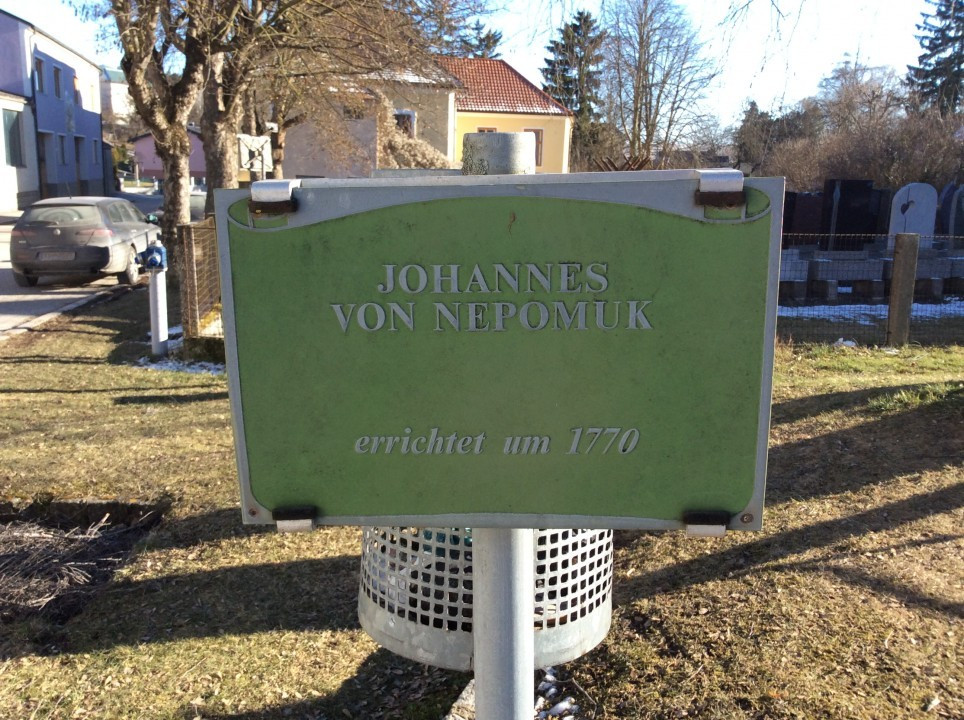 JOHANNES
VON NEPOMUK
errichtet um 1770